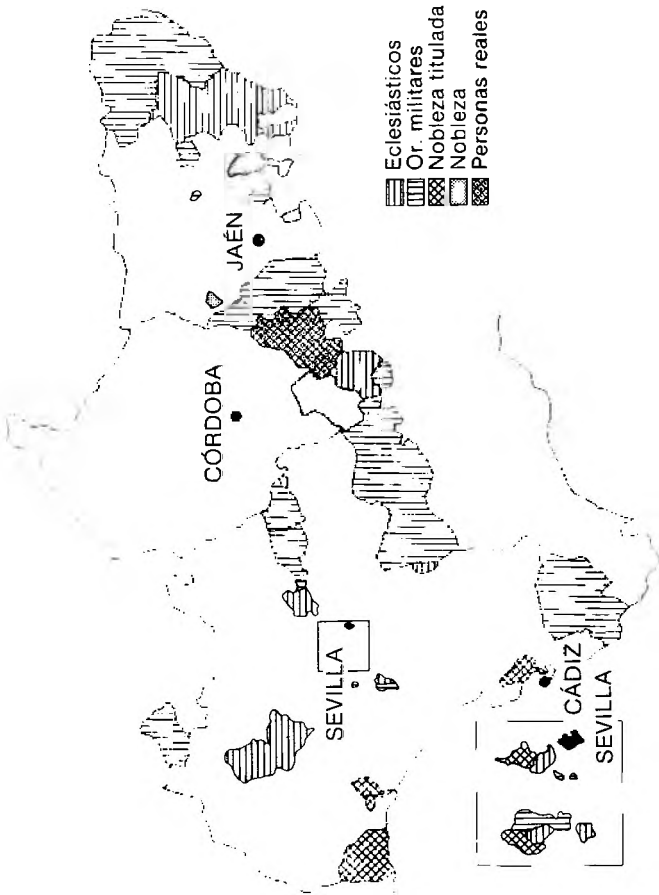 JAÉN
CÓRDOBA
SEVILLA
CÁDIZ
SEVILLA
Eclesiásticos
Or. militares
Nobleza titulada
Nobleza
Personas reales